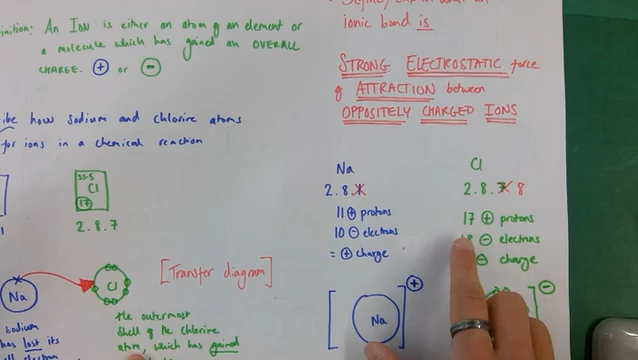 An ION is either an atom of an element or
a molecule which has gained an OVERALL
CHARGE. ⊕ or ⊖
how sodium and chlorine atoms
for ions in a chemical reaction
35.5
Cl
17
2.8.7
Na
Cl
[Transfer diagram]
sodium
has lost its
the outermost
shell of the chlorine
atom, which has gained
ionic bond is
STRONG ELECTROSTATIC force
of ATTRACTION between
OPPOSITELY CHARGED IONS
Na
2.8.1
11 ⊕ protons
10 ⊖ electrons
= ⊕ charge
[Na] ⊕
Cl
2.8.7 8
17 ⊕ protons
⊖ electrons
⊖ charge
] ⊖